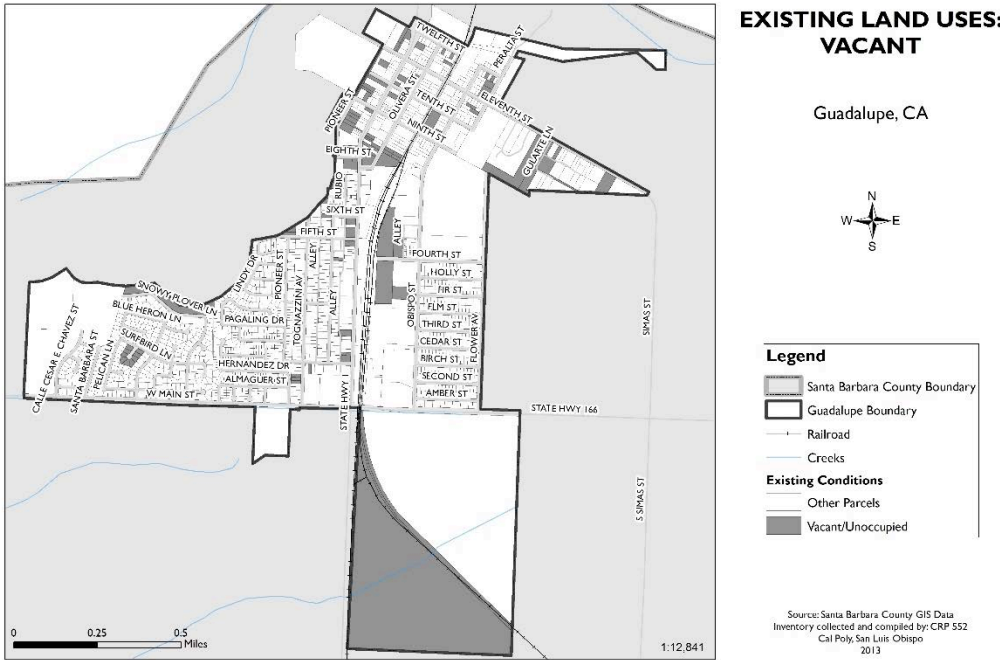 EXISTING LAND USES:
VACANT
Guadalupe, CA
N
W E
S
TWELFTH ST
PERALTA ST
OLIVERA ST
PIONEER ST
TENTH ST
ELEVENTH ST
NINTH ST
GULARTE LN
EIGHTH ST
RUBIO
SIXTH ST
FIFTH ST
ALLEY
ALLEY
ALLEY
FOURTH ST
HOLLY ST
FIR ST
ELM ST
THIRD ST
CEDAR ST
BIRCH ST
SECOND ST
AMBER ST
OBISPO ST
FLOWER AV
LINDY DR
PIONEER ST
TOGNAZZINI AV
SNOWY PLOVER LN
BLUE HERON LN
PAGALING DR
SURFBIRD LN
HERNANDEZ DR
ALMAGUER ST
W MAIN ST
PELICAN LN
SANTA BARBARA ST
CALLE CESAR E. CHAVEZ ST
STATE HWY 1
STATE HWY 166
SIMAS ST
S SIMAS ST
Legend
Santa Barbara County Boundary
Guadalupe Boundary
Railroad
Creeks
Existing Conditions
Other Parcels
Vacant/Unoccupied
0 0.25 0.5
Miles
1:12,841
Source: Santa Barbara County GIS Data
Inventory collected and compiled by: CRP 552
Cal Poly, San Luis Obispo
2013